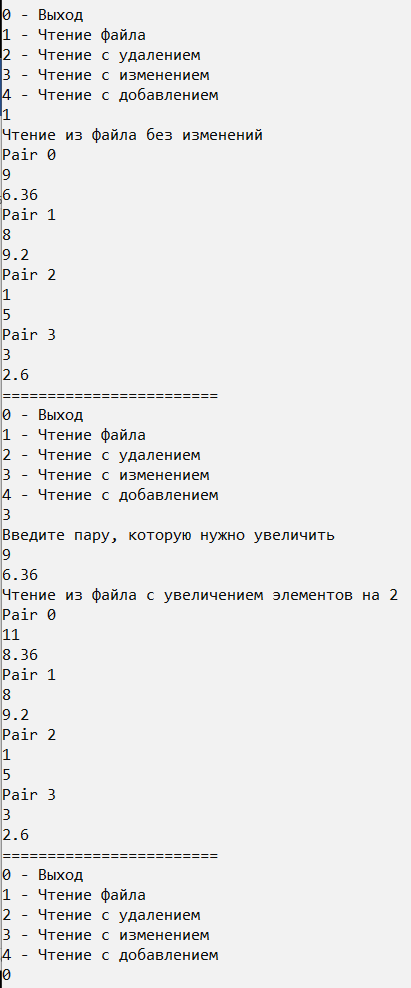 0 - Выход
1 - Чтение файла
2 - Чтение с удалением
3 - Чтение с изменением
4 - Чтение с добавлением
1
Чтение из файла без изменений
Pair 0
9
6.36
Pair 1
8
9.2
Pair 2
1
5
Pair 3
3
2.6
========================
0 - Выход
1 - Чтение файла
2 - Чтение с удалением
3 - Чтение с изменением
4 - Чтение с добавлением
3
Введите пару, которую нужно увеличить
9
6.36
Чтение из файла с увеличением элементов на 2
Pair 0
11
8.36
Pair 1
8
9.2
Pair 2
1
5
Pair 3
3
2.6
========================
0 - Выход
1 - Чтение файла
2 - Чтение с удалением
3 - Чтение с изменением
4 - Чтение с добавлением
0